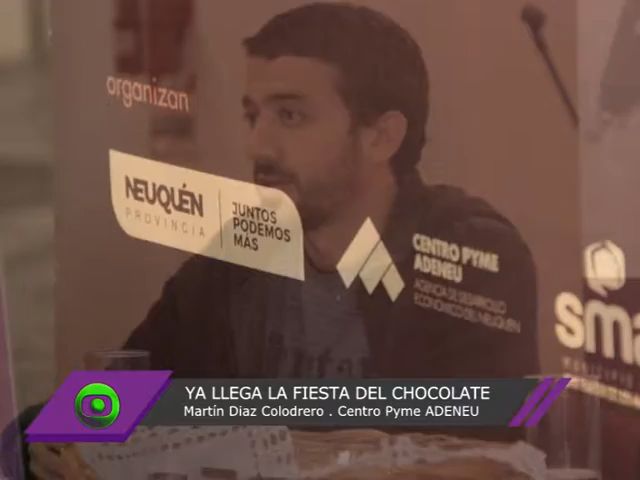 organizan
NEUQUÉN
PROVINCIA
JUNTOS
PODEMOS
MÁS
CENTRO PYME
ADENEU
AGENCIA DE DESARROLLO
ECONÓMICO DEL NEUQUÉN
sma
YA LLEGA LA FIESTA DEL CHOCOLATE
Martín Diaz Colodrero . Centro Pyme ADENEU